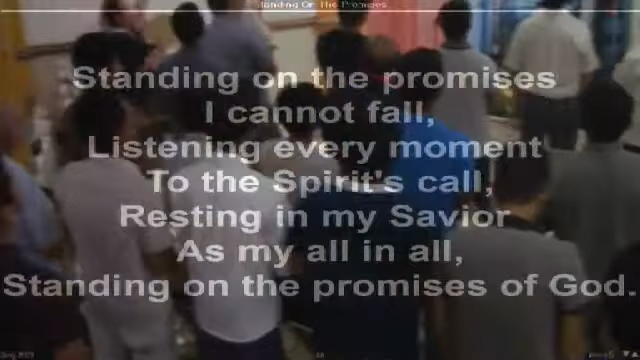 Standing On The Promises
Standing on the promises
I cannot fall,
Listening every moment
To the Spirit's call,
Resting in my Savior
As my all in all,
Standing on the promises of God.